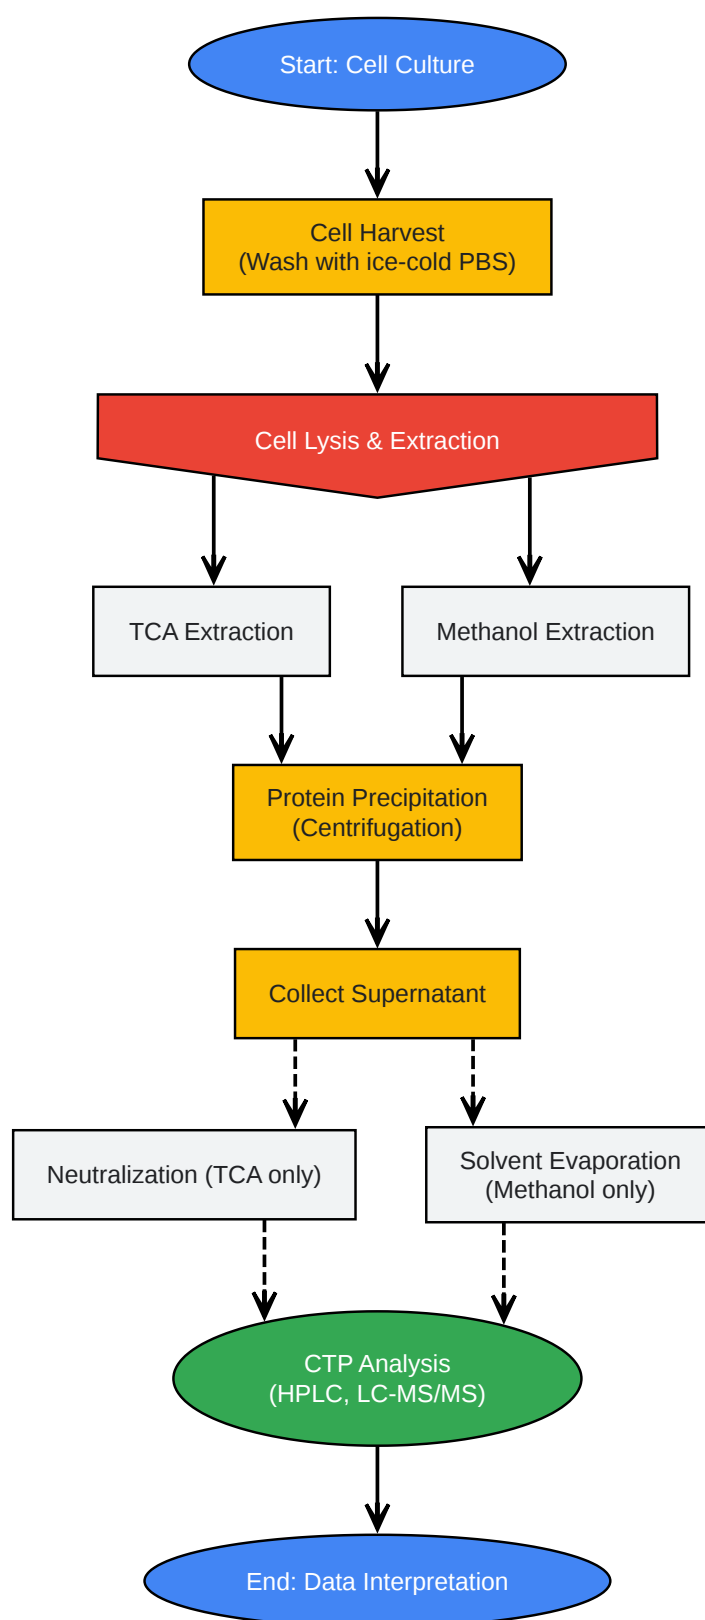 Start: Cell Culture
Cell Harvest
(Wash with ice-cold PBS)
Cell Lysis & Extraction
TCA Extraction
Methanol Extraction
Protein Precipitation
(Centrifugation)
Collect Supernatant
Neutralization (TCA only)
Solvent Evaporation
(Methanol only)
CTP Analysis
(HPLC, LC-MS/MS)
End: Data Interpretation